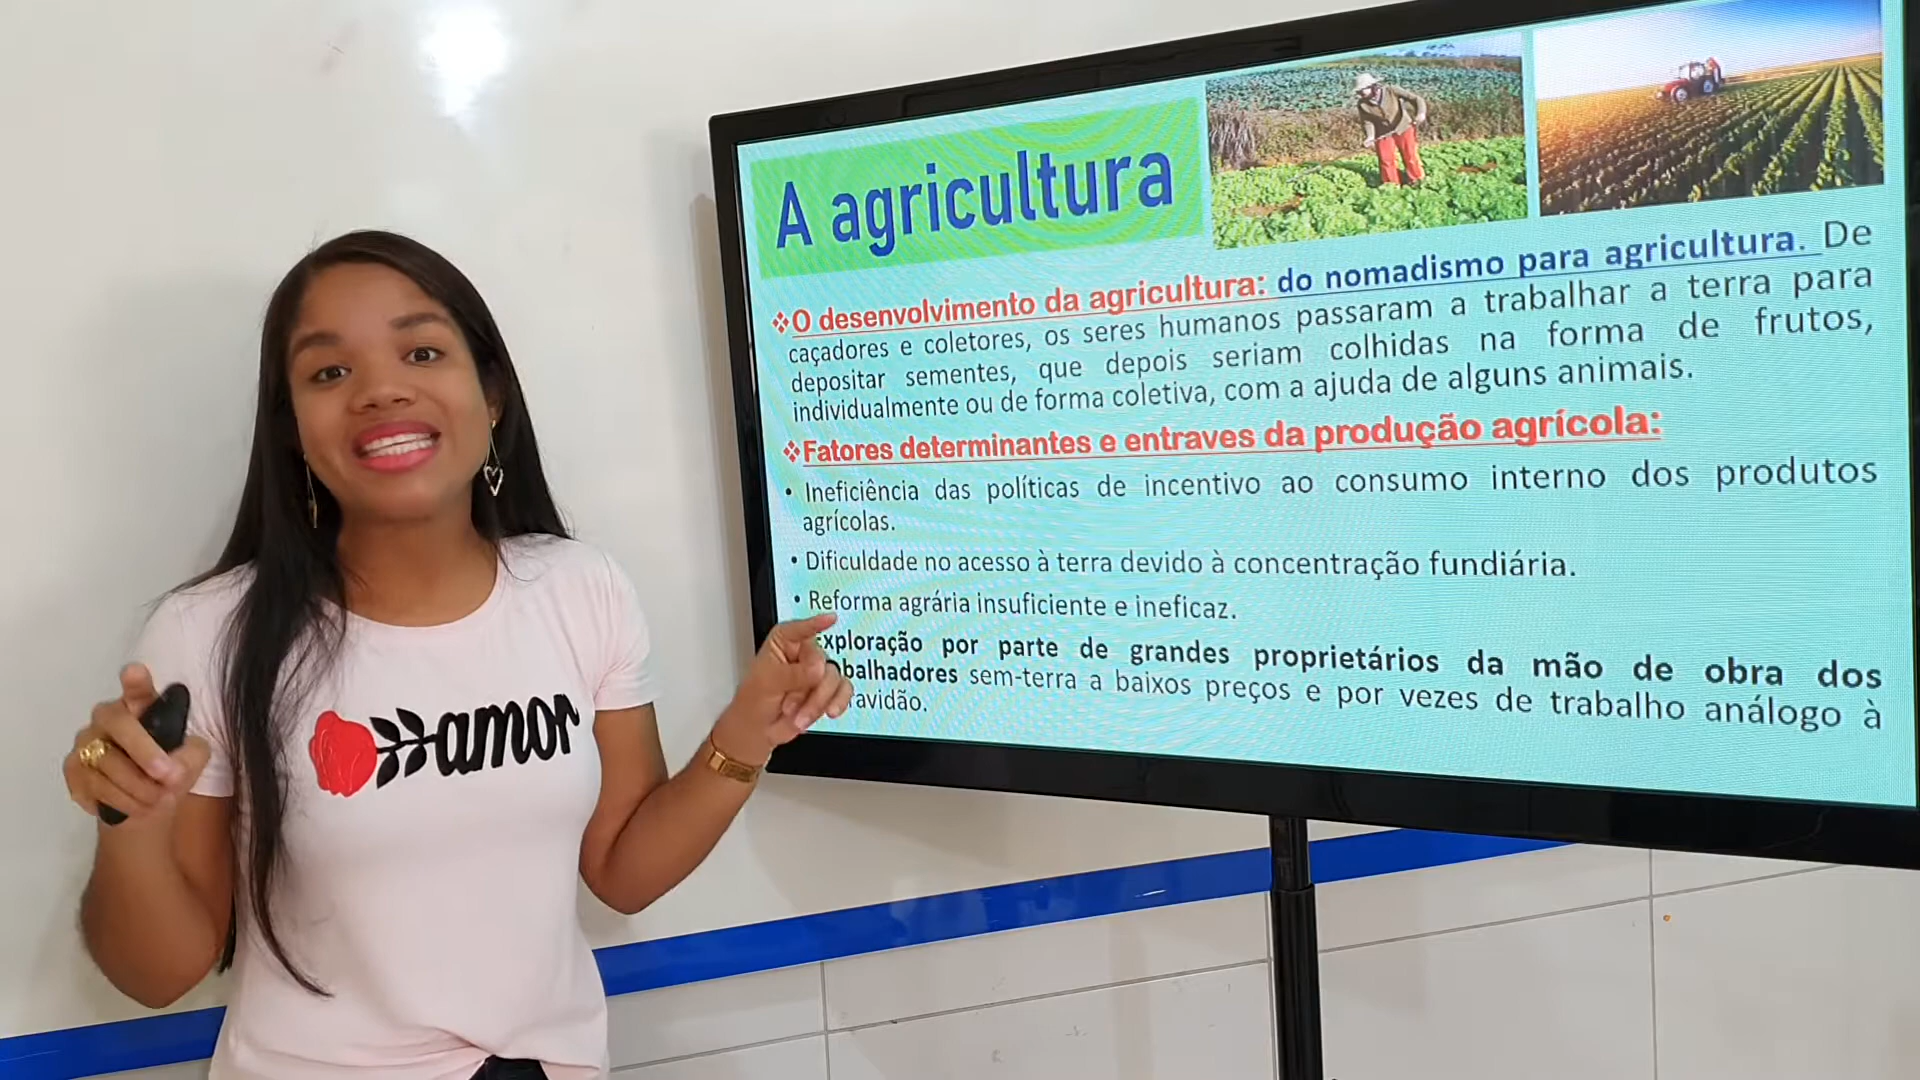 A agricultura
❖O desenvolvimento da agricultura: do nomadismo para agricultura. De
caçadores e coletores, os seres humanos passaram a trabalhar a terra para
depositar sementes, que depois seriam colhidas na forma de frutos,
individualmente ou de forma coletiva, com a ajuda de alguns animais.
❖Fatores determinantes e entraves da produção agrícola:
• Ineficiência das políticas de incentivo ao consumo interno dos produtos
agrícolas.
• Dificuldade no acesso à terra devido à concentração fundiária.
• Reforma agrária insuficiente e ineficaz.
xploração por parte de grandes proprietários da mão de obra dos
balhadores sem-terra a baixos preços e por vezes de trabalho análogo à
ravidão.
amor